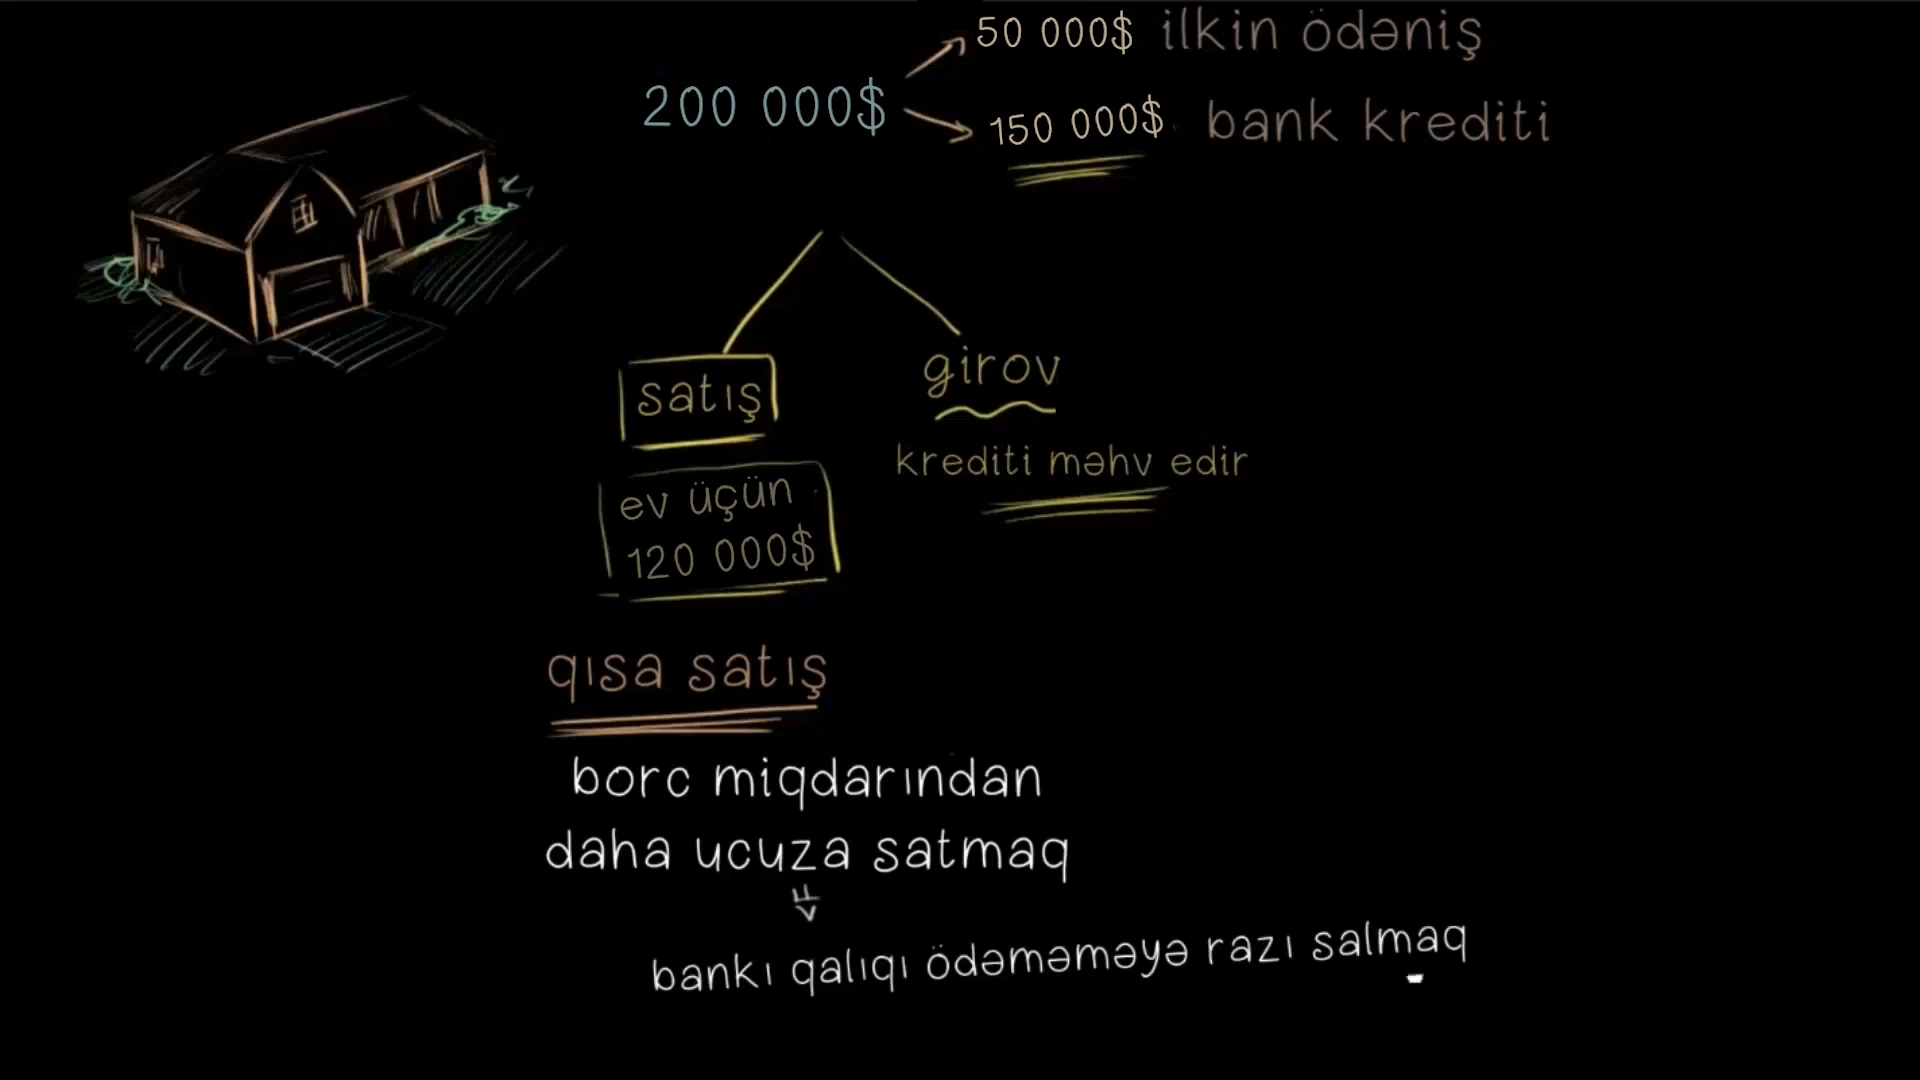 50 000$ ilkin ödəniş
200 000$
150 000$ bank krediti
satış
girov
krediti məhv edir
ev üçün
120 000$
qısa satış
borc miqdarından
daha ucuza satmaq
bankı qalıqı ödəməməyə razı salmaq